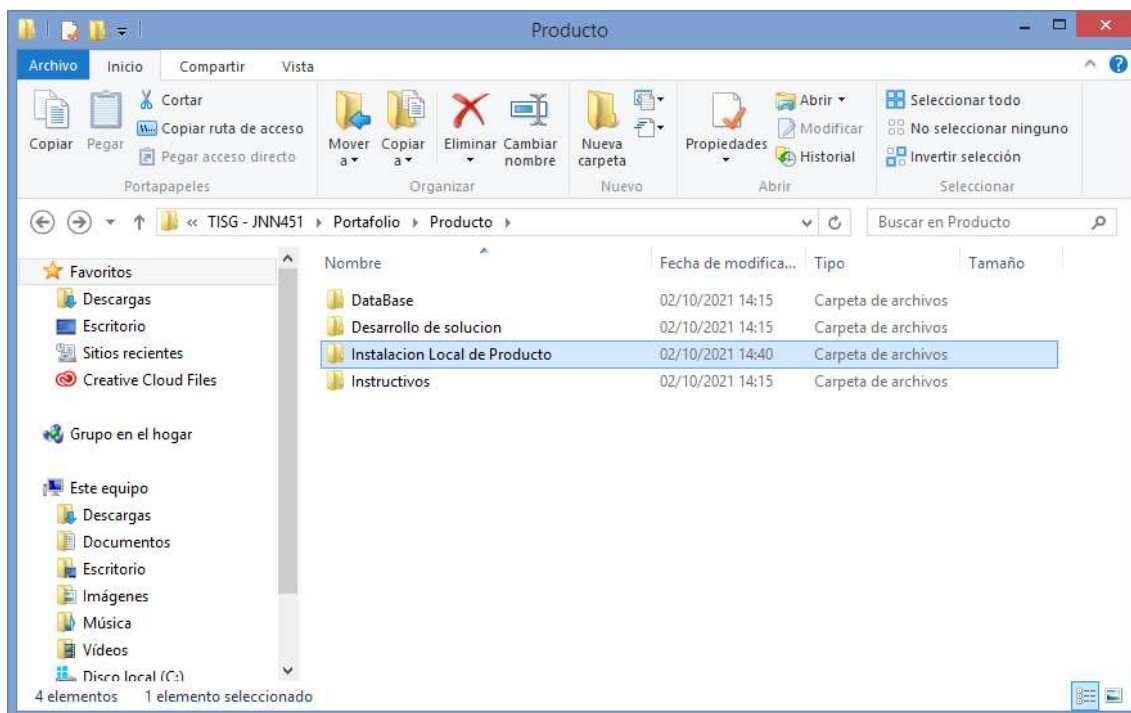 Producto
Archivo Inicio Compartir Vista
Copiar
Pegar
Cortar
Copiar ruta de acceso
Pegar acceso directo
Portapapeles
Mover a
Copiar a
Eliminar
Cambiar nombre
Organizar
Nueva carpeta
Nuevo
Propiedades
Abrir
Modificar
Historial
Abrir
Seleccionar todo
No seleccionar ninguno
Invertir selección
Seleccionar
« TISG - JNN451 Portafolio Producto
Buscar en Producto
Favoritos
Descargas
Escritorio
Sitios recientes
Creative Cloud Files
Grupo en el hogar
Este equipo
Descargas
Documentos
Escritorio
Imágenes
Música
Vídeos
Disco local (C:)
Nombre Fecha de modifica... Tipo Tamaño
DataBase 02/10/2021 14:15 Carpeta de archivos
Desarrollo de solucion 02/10/2021 14:15 Carpeta de archivos
Instalacion Local de Producto 02/10/2021 14:40 Carpeta de archivos
Instructivos 02/10/2021 14:15 Carpeta de archivos
4 elementos 1 elemento seleccionado